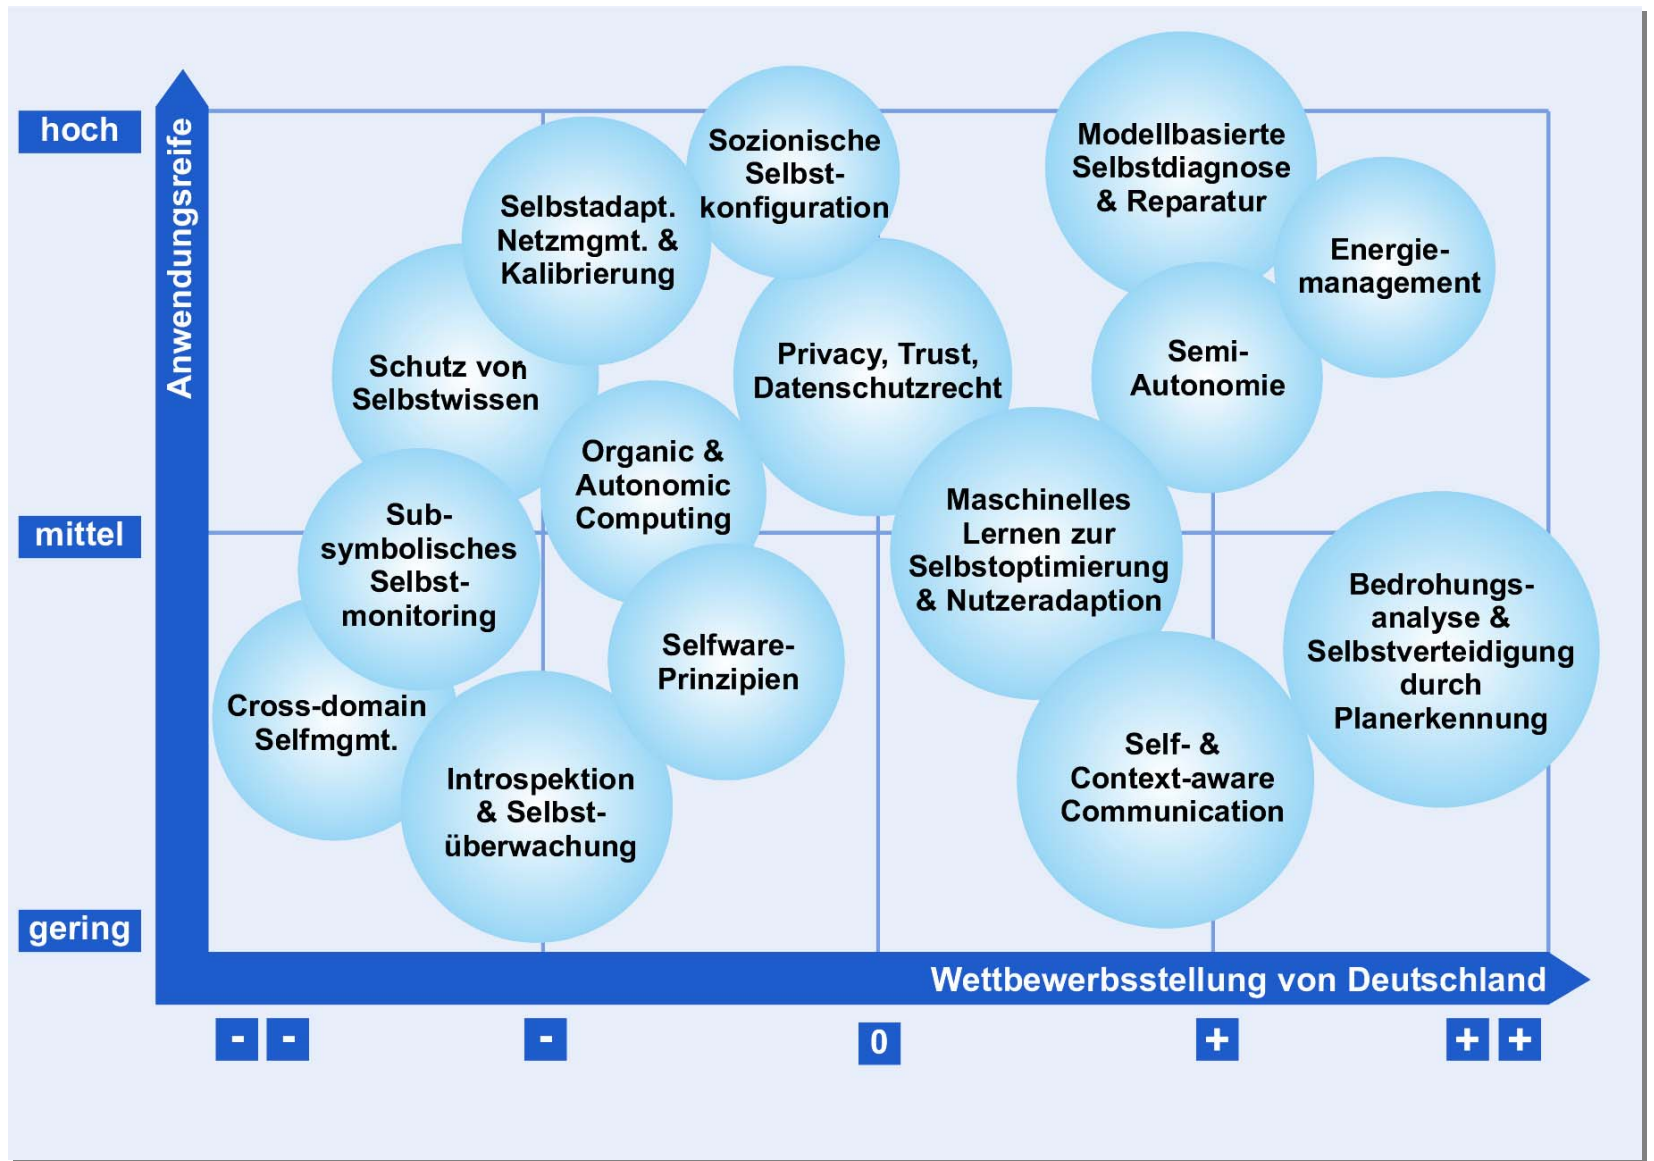 hoch
mittel
gering
Anwendungsreife
Sozionische
Selbst-
konfiguration
Modellbasierte
Selbstdiagnose
& Reparatur
Selbstadapt.
Netzmgmt. &
Kalibrierung
Energie-
management
Schutz von
Selbstwissen
Privacy, Trust,
Datenschutzrecht
Semi-
Autonomie
Organic &
Autonomic
Computing
Sub-
symbolisches
Selbst-
monitoring
Maschinelles
Lernen zur
Selbstoptimierung
& Nutzeradaption
Bedrohungs-
analyse &
Selbstverteidigung
durch
Planerkennung
Selfware-
Prinzipien
Cross-domain
Selfmgmt.
Introspektion
& Selbst-
überwachung
Self- &
Context-aware
Communication
Wettbewerbsstellung von Deutschland
- - - 0 + + +